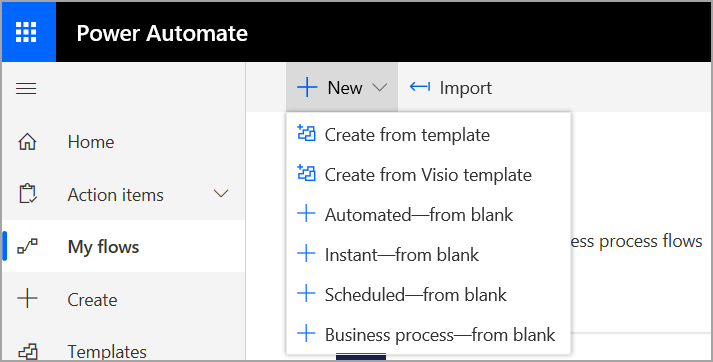 Power Automate
New
Import
Home
Action items
My flows
Create
Templates
Create from template
Create from Visio template
Automated—from blank
Instant—from blank
Scheduled—from blank
Business process—from blank
ess process flows